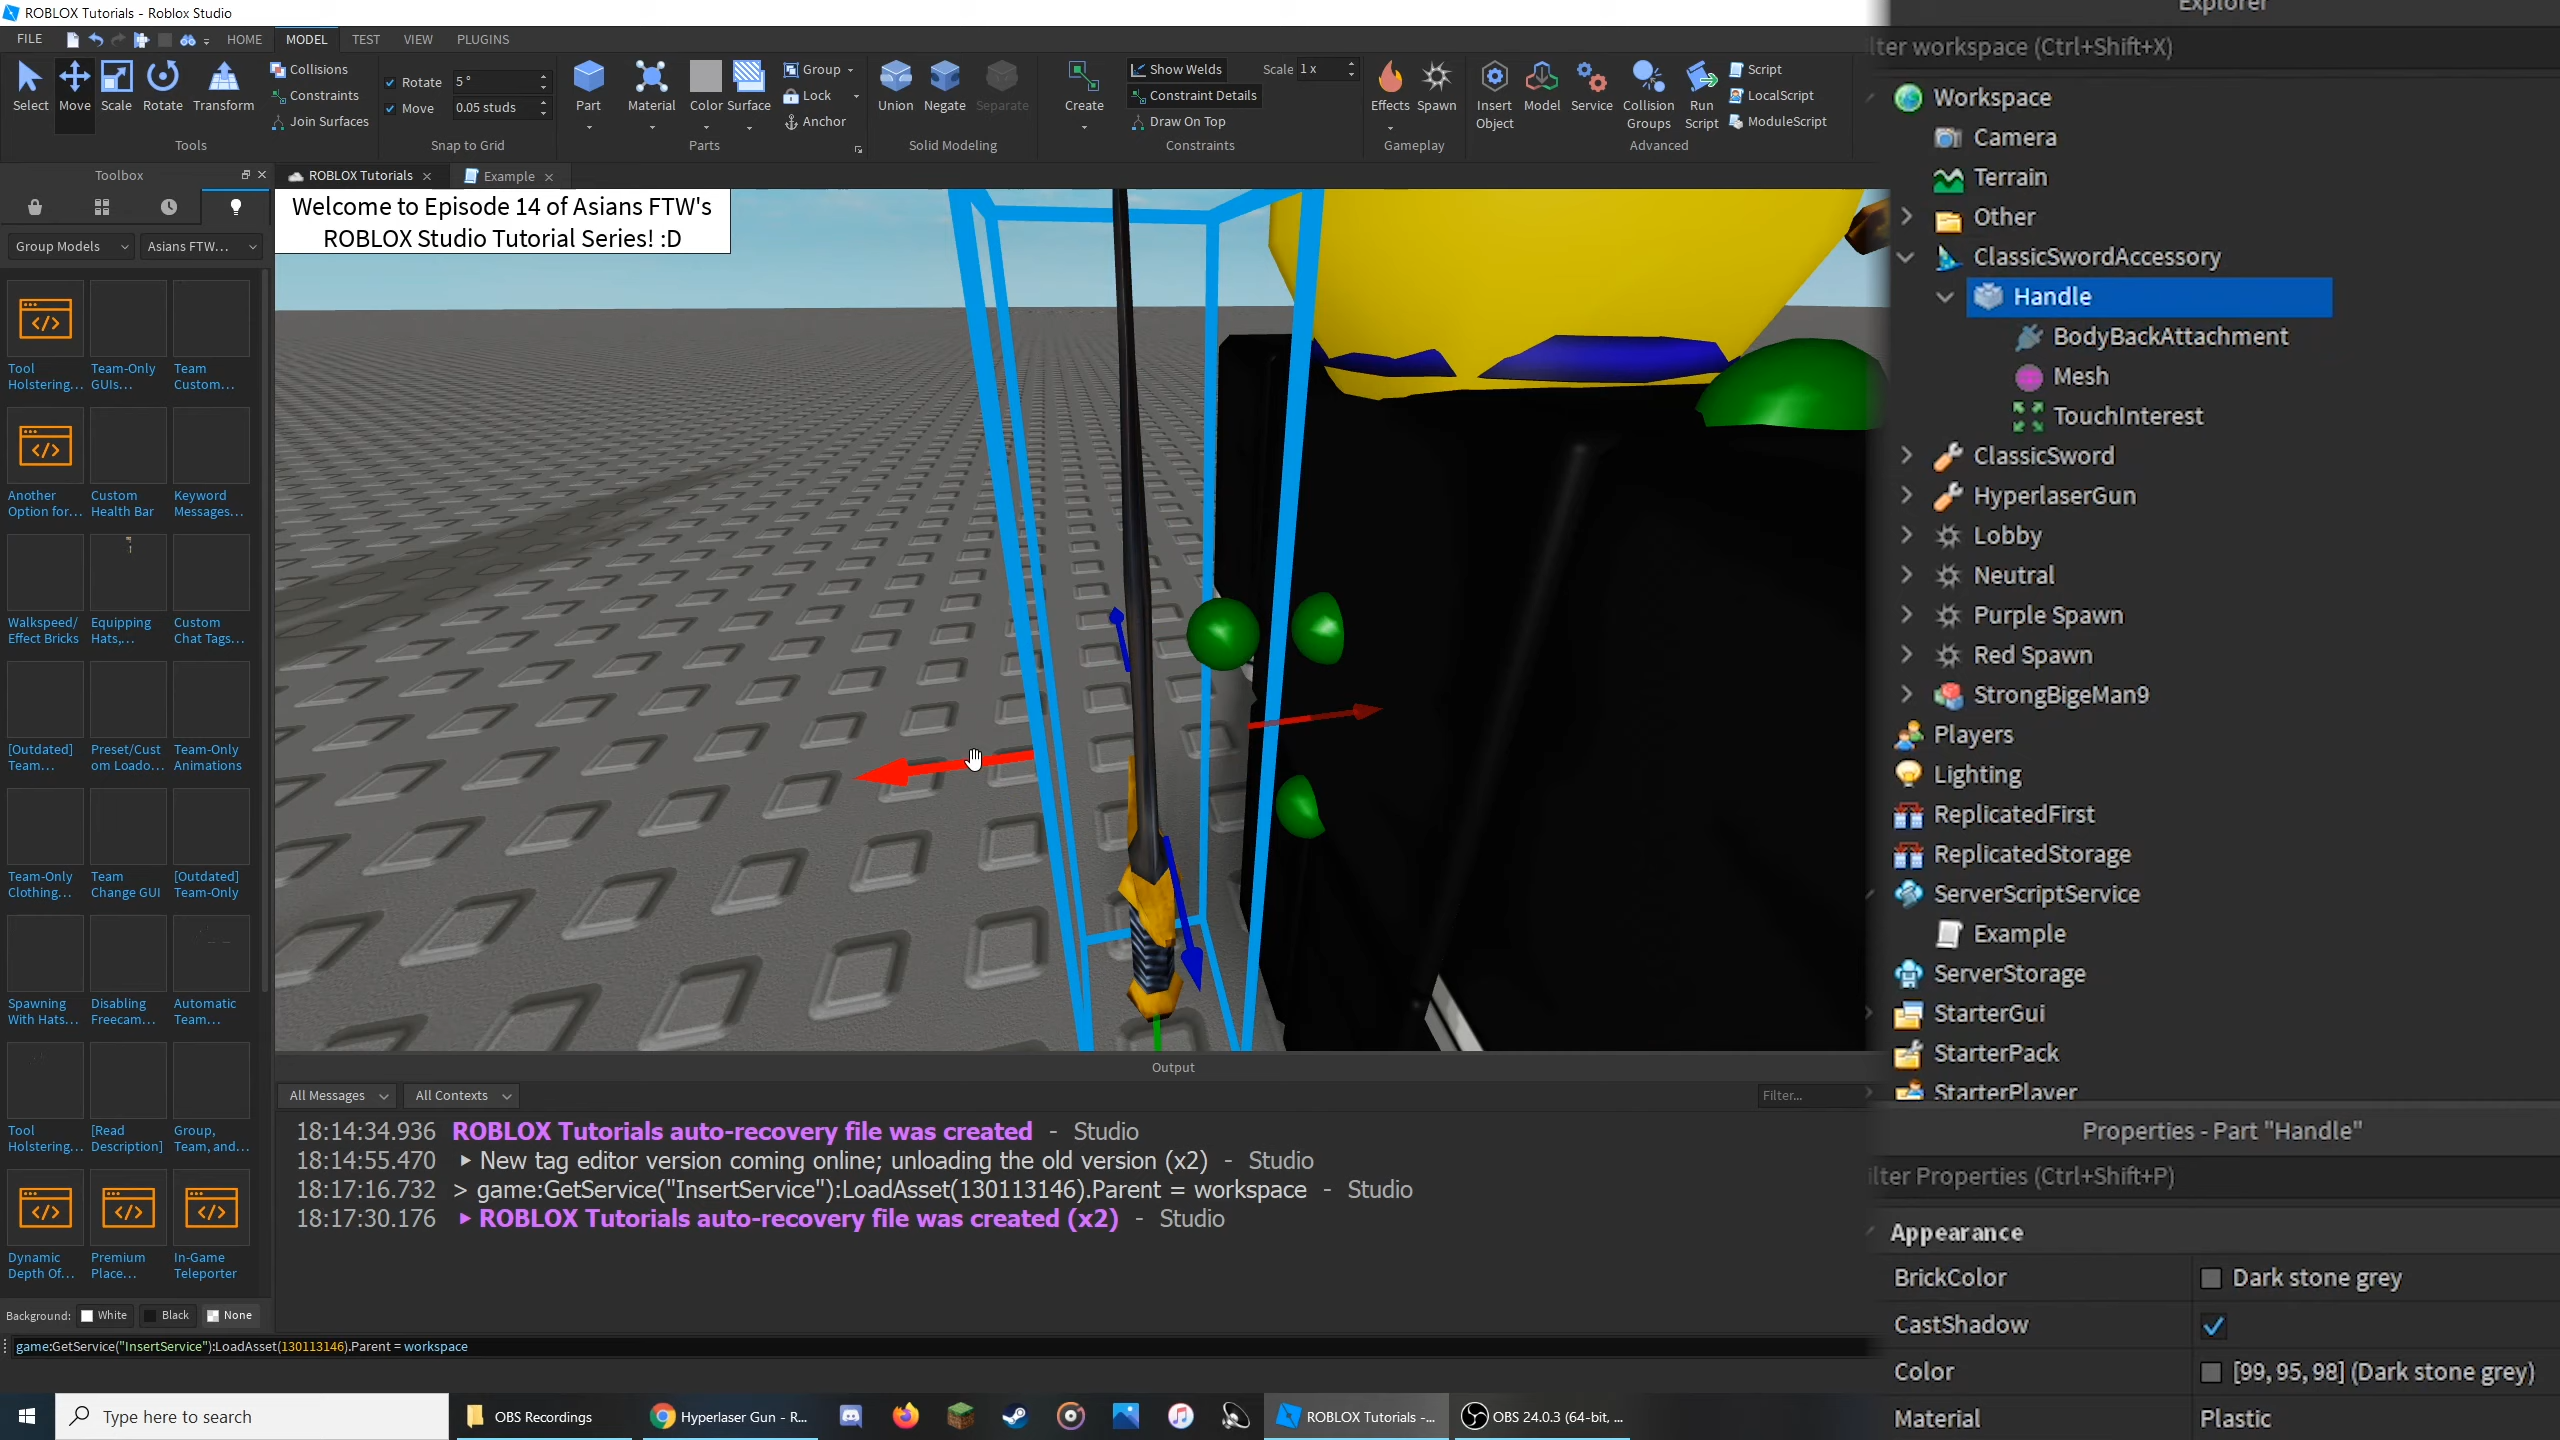 ROBLOX Tutorials - Roblox Studio
FILE
HOME
MODEL
TEST
VIEW
PLUGINS
Select
Move
Scale
Rotate
Transform
Collisions
Constraints
Join Surfaces
Tools
Rotate
5 °
Move
0.05 studs
Snap to Grid
Part
Material
Color
Surface
Group
Lock
Anchor
Parts
Union
Negate
Separate
Solid Modeling
Create
Show Welds
Scale
1 x
Constraint Details
Draw On Top
Constraints
Effects
Spawn
Gameplay
Insert
Object
Model
Service
Collision
Groups
Run
Script
Script
LocalScript
ModuleScript
Advanced
Toolbox
Group Models
Asians FTW...
Tool
Holstering...
Team-Only
GUIs...
Team
Custom...
Another
Option for...
Custom
Health Bar
Keyword
Messages...
Walkspeed/
Effect Bricks
Equipping
Hats,...
Custom
Chat Tags...
[Outdated]
Team...
Preset/Cust
om Loado...
Team-Only
Animations
Team-Only
Clothing...
Team
Change GUI
[Outdated]
Team-Only
Spawning
With Hats...
Disabling
Freecam...
Automatic
Team...
Tool
Holstering...
[Read
Description]
Group,
Team, and...
Dynamic
Depth Of...
Premium
Place...
In-Game
Teleporter
Background:
White
Black
None
ROBLOX Tutorials
Example
Welcome to Episode 14 of Asians FTW's
ROBLOX Studio Tutorial Series! :D
Output
All Messages
All Contexts
Filter...
18:14:34.936 ROBLOX Tutorials auto-recovery file was created - Studio
18:14:55.470 New tag editor version coming online; unloading the old version (x2) - Studio
18:17:16.732 > game:GetService("InsertService"):LoadAsset(130113146).Parent = workspace - Studio
18:17:30.176 ROBLOX Tutorials auto-recovery file was created (x2) - Studio
game:GetService("InsertService"):LoadAsset(130113146).Parent = workspace
Explorer
lter workspace (Ctrl+Shift+X)
Workspace
Camera
Terrain
Other
ClassicSwordAccessory
Handle
BodyBackAttachment
Mesh
TouchInterest
ClassicSword
HyperlaserGun
Lobby
Neutral
Purple Spawn
Red Spawn
StrongBigeMan9
Players
Lighting
ReplicatedFirst
ReplicatedStorage
ServerScriptService
Example
ServerStorage
StarterGui
StarterPack
StarterPlayer
Properties - Part "Handle"
ilter Properties (Ctrl+Shift+P)
Appearance
BrickColor
Dark stone grey
CastShadow
Color
[99, 95, 98] (Dark stone grey)
Material
Plastic
Type here to search
OBS Recordings
Hyperlaser Gun - R...
ROBLOX Tutorials -...
OBS 24.0.3 (64-bit, ...